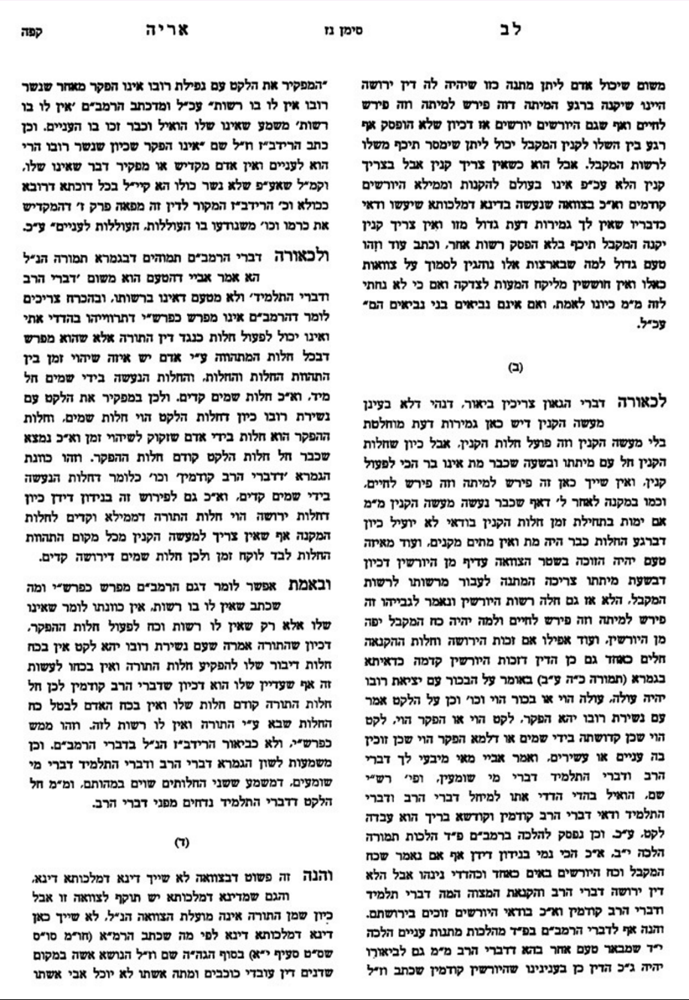 לב
סימן נז
אריה
קפה
משום שיכול אדם ליתן מתנה כזו שיהיה לה דין ירושה
היינו שיקנה ברגע המיתה דזה פירש למיתה וזה פירש
לחיים ואף שגם היורשים יורשים אז דכיון שלא הופסק אף
רגע בין השלו לקנין המקבל יכול ליתן שימסר תיכף משלו
לרשות המקבל. אבל הוא כשאין צריך קנין אבל בצריך
קנין הלא עכ״פ אינו בעולם להקנות וממילא היורשים
קודמים וא״כ בצוואה שנעשה בדינא דמלכותא שיעשו ודאי
כדבריו שאין לך גמירות דעת גדול מזו ואין צריך קנין
יקנה המקבל תיכף בלא הפסק רשות אחר, וכתב עוד וזהו
טעם גדול למה שבארצות אלו נוהגין לסמוך על צוואות
כאלו ואין חוששין מליקח המעות לצדקה ואם כי לא נחתי
לזה מ״מ כיונו לאמת, ואם אינם נביאים בני נביאים הם״
עכ״ל.
(ב)
לכאורה דברי הגאון צריכין ביאור, דנהי דלא בעינן
מעשה הקנין דיש כאן גמירות דעת מוחלטת
בלי מעשה הקנין וזה פועל חלות הקנין, אבל כיון שחלות
הקנין חל עם מיתתו ובשעה שכבר מת אינו בר הכי לפעול
קנין, ואין שייך כאן זה פירש למיתה וזה פירש לחיים,
וכמו במקנה לאחר ל׳ דאף שכבר נעשה מעשה הקנין מ״מ
אם ימות בתחילת זמן חלות הקנין בודאי לא יועיל כיון
דברגע החלות כבר היה מת ואין מתים מקנים, ועוד מאיזה
טעם יהיה הזוכה בשטר הצוואה עדיף מן היורשין דכיון
דבשעת מיתתו צריכה המתנה לעבור מרשותו לרשות
המקבל, הלא אז גם חלה רשות היורשין ונאמר לגבייהו זה
פירש למיתה וזה פירש לחיים ולמה יהיה כח המקבל יפה
מן היורשין, ועוד אפילו אם זכות הירושה וחלות ההקנאה
חלים כאחד גם כן הדין דזכות היורשין קדמה כדאיתא
בגמרא (תמורה כ״ה ע״ב) באומר על הבכור עם יציאת רובו
יהיה עולה, עולה הוי או בכור הוי וכו׳ וכן על הלקט אמר
עם נשירת רובו יהא הפקר, לקט הוי או הפקר הוי, לקט
הוי שכן קדושתה בידי שמים או דלמא הפקר הוי שכן זוכין
בה עניים או עשירים, ואמר אביי מאי מיבעי לך דברי
הרב ודברי התלמיד דברי מי שומעין, ופי׳ רש״י
שם, הואיל בהדי הדדי אתו למיחל דברי הרב ודברי
התלמיד ודאי דברי הרב קודמין וקודשא בריך הוא עבדה
לקט, ע״כ. וכן נפסק להלכה ברמב״ם פ״ד הלכות תמורה
הלכה י״ב, א״כ הכי נמי בנידון דידן אף אם נאמר שכח
המקבל וכח היורשים באים כאחד וכהדדי נינהו אבל הלא
דין ירושה דברי הרב והקנאת המצוה המה דברי תלמיד
ודברי הרב קודמין וא״כ בודאי היורשים זוכים בירושתם.
והנה אף לדברי הרמב״ם בפ״ד מהלכות מתנות עניים הלכה
י״ד שמבאר טעם אחר בהא דדברי הרב מ״מ גם לביאורו
יהיה ג״כ הדין כן בענינינו שהיורשין קודמין שכתב וז״ל
״המפקיר את הלקט עם נפילת רובו אינו הפקר מאחר שנשר
רובו אין לו בו רשות״ עכ״ל ומדכתב הרמב״ם ׳אין לו בו
רשות׳ משמע שאינו שלו הואיל וכבר זכו בו העניים. וכן
כתב הרידב״ז וז״ל שם ״אינו הפקר שכיון שנשר רובו הרי
הוא לעניים ואין אדם מקדיש או מפקיר דבר שאינו שלו,
וקמ״ל שאע״פ שלא נשר כולו הא קיי״ל בכל דוכתא דרובא
ככולא וכ׳ הרידב״ז המקור לדין זה מפאה פרק ז׳ דהמקדיש
את כרמו וכו׳ משנודעו בו העוללות, העוללות לעניים״ ע״כ.
ולכאורה דברי הרמב״ם תמוהים דבגמרא תמורה הנ״ל
הא אמר אביי דהטעם הוא משום ׳דברי הרב
ודברי התלמיד׳ ולא מטעם דאינו ברשותו, ובהכרח צריכים
לומר דהרמב״ם אינו מפרש כפרש״י דתרווייהו בהדדי אתי
ואינו יכול לפעול חלות כנגד דין התורה אלא שהוא מפרש
דבכל חלות המתהווה ע״י אדם יש איזה שיהוי זמן בין
התהוות החלות והחלות, והחלות הנעשה בידי שמים חל
מיד, וא״כ חלות שמים קדים. ולכן במפקיר את הלקט עם
נשירת רובו כיון דחלות הלקט הוי חלות שמים, וחלות
ההפקר הוא חלות בידי אדם שזקוק לשיהוי זמן וא״כ נמצא
שכבר חל חלות הלקט קודם חלות ההפקר. וזהו כוונת
הגמרא ׳דדברי הרב קודמין׳ וכו׳ כלומר דחלות הנעשה
בידי שמים קדים, וא״כ גם לפירוש זה בנידון דידן כיון
דחלות ירושה הוי חלות התורה דממילא וקדים לחלות
המקנה אף שאין צריך למעשה הקנין מכל מקום התהוות
החלות לבד לוקח זמן ולכן חלות שמים דירושה קדים.
ובאמת אפשר לומר דגם הרמב״ם מפרש כפרש״י ומה
שכתב שאין לו בו רשות, אין כוונתו לומר שאינו
שלו אלא רק שאין לו רשות וכח לפעול חלות ההפקר,
דכיון שהתורה אמרה שעם נשירת רובו יהא לקט אין בכח
חלות דיבור שלו להפקיע חלות התורה ואין בכחו לעשות
זה אף שעדיין שלו הוא דכיון שדברי הרב קודמין לכן חל
חלות התורה קודם חלות שלו ואין בכח האדם לבטל כח
החלות שבא ע״י התורה ואין לו רשות לזה. וזהו ממש
כפרש״י, ולא כביאור הרידב״ז הנ״ל בדברי הרמב״ם. וכן
משמעות לשון הגמרא דברי הרב ודברי התלמיד דברי מי
שומעים, דמשמע ששני החלותים שוים במהותם, ומ״מ חל
הלקט דדברי התלמיד נדחים מפני דברי הרב.
(ד)
והנה זה פשוט דבצוואה לא שייך דינא דמלכותא דינא,
והגם שמדינא דמלכותא יש תוקף לצוואה זו אבל
כיון שמן התורה אינה מועלת הצוואה הנ״ל, לא שייך כאן
דינא דמלכותא דינא לפי מה שכתב הרמ״א (חו״מ סו״ס
שס״ט סעיף י״א) בסוף הגה״ה שם וז״ל הנושא אשה במקום
שדנים דין עובדי כוכבים ומתה אשתו לא יוכל אבי אשתו